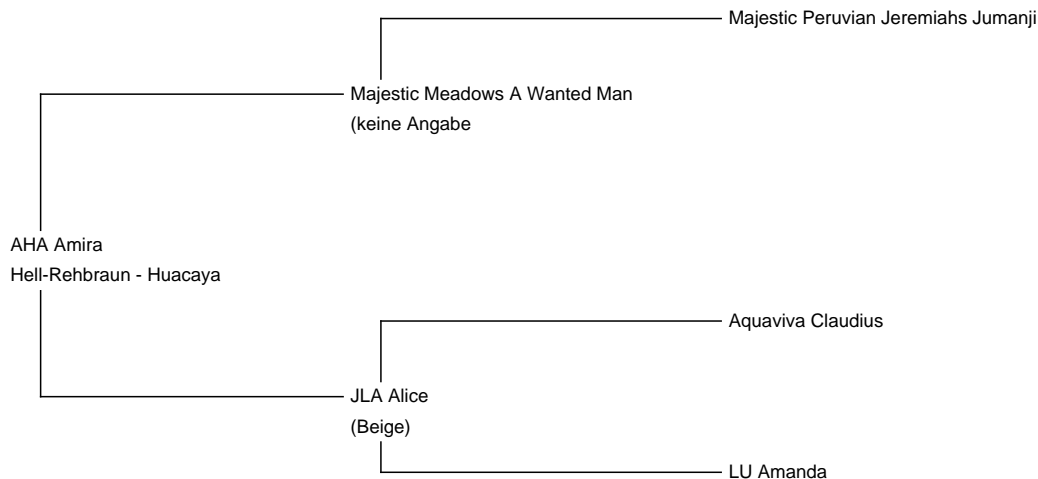 Majestic Peruvian Jeremiahs Jumanji
Majestic Meadows A Wanted Man
(keine Angabe
AHA Amira
Hell-Rehbraun - Huacaya
Aquaviva Claudius
JLA Alice
(Beige)
LU Amanda